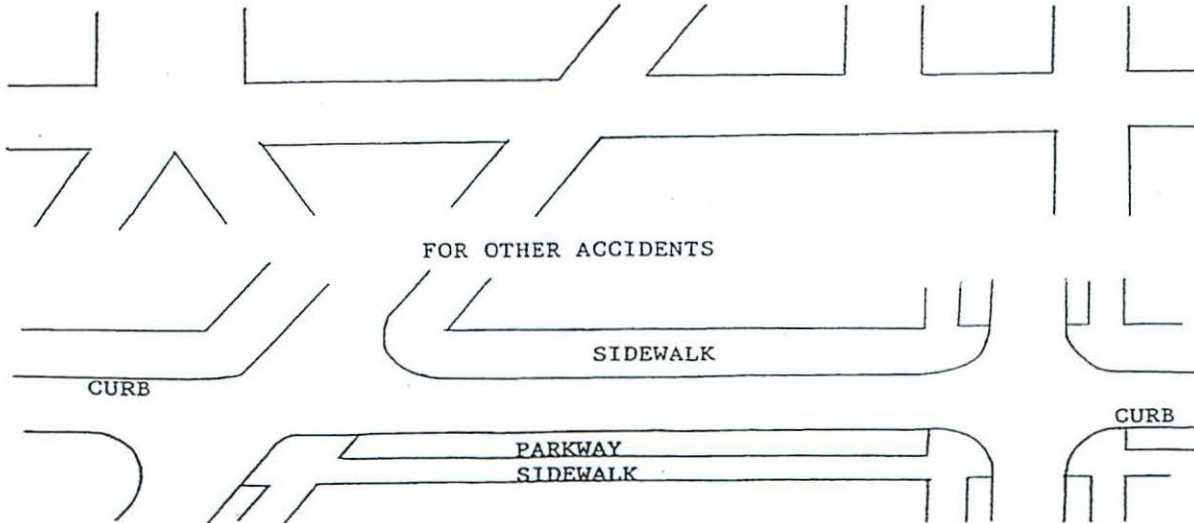 FOR OTHER ACCIDENTS
SIDEWALK
CURB
CURB
PARKWAY
SIDEWALK